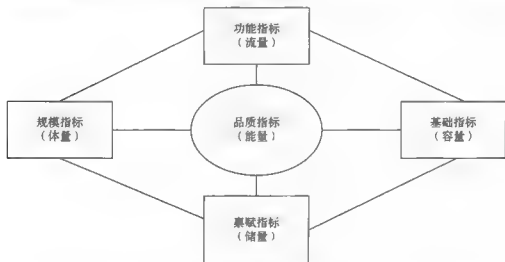 功能指标
（流量）
规模指标
（体量）
品质指标
（能量）
基础指标
（容量）
禀赋指标
（储量）